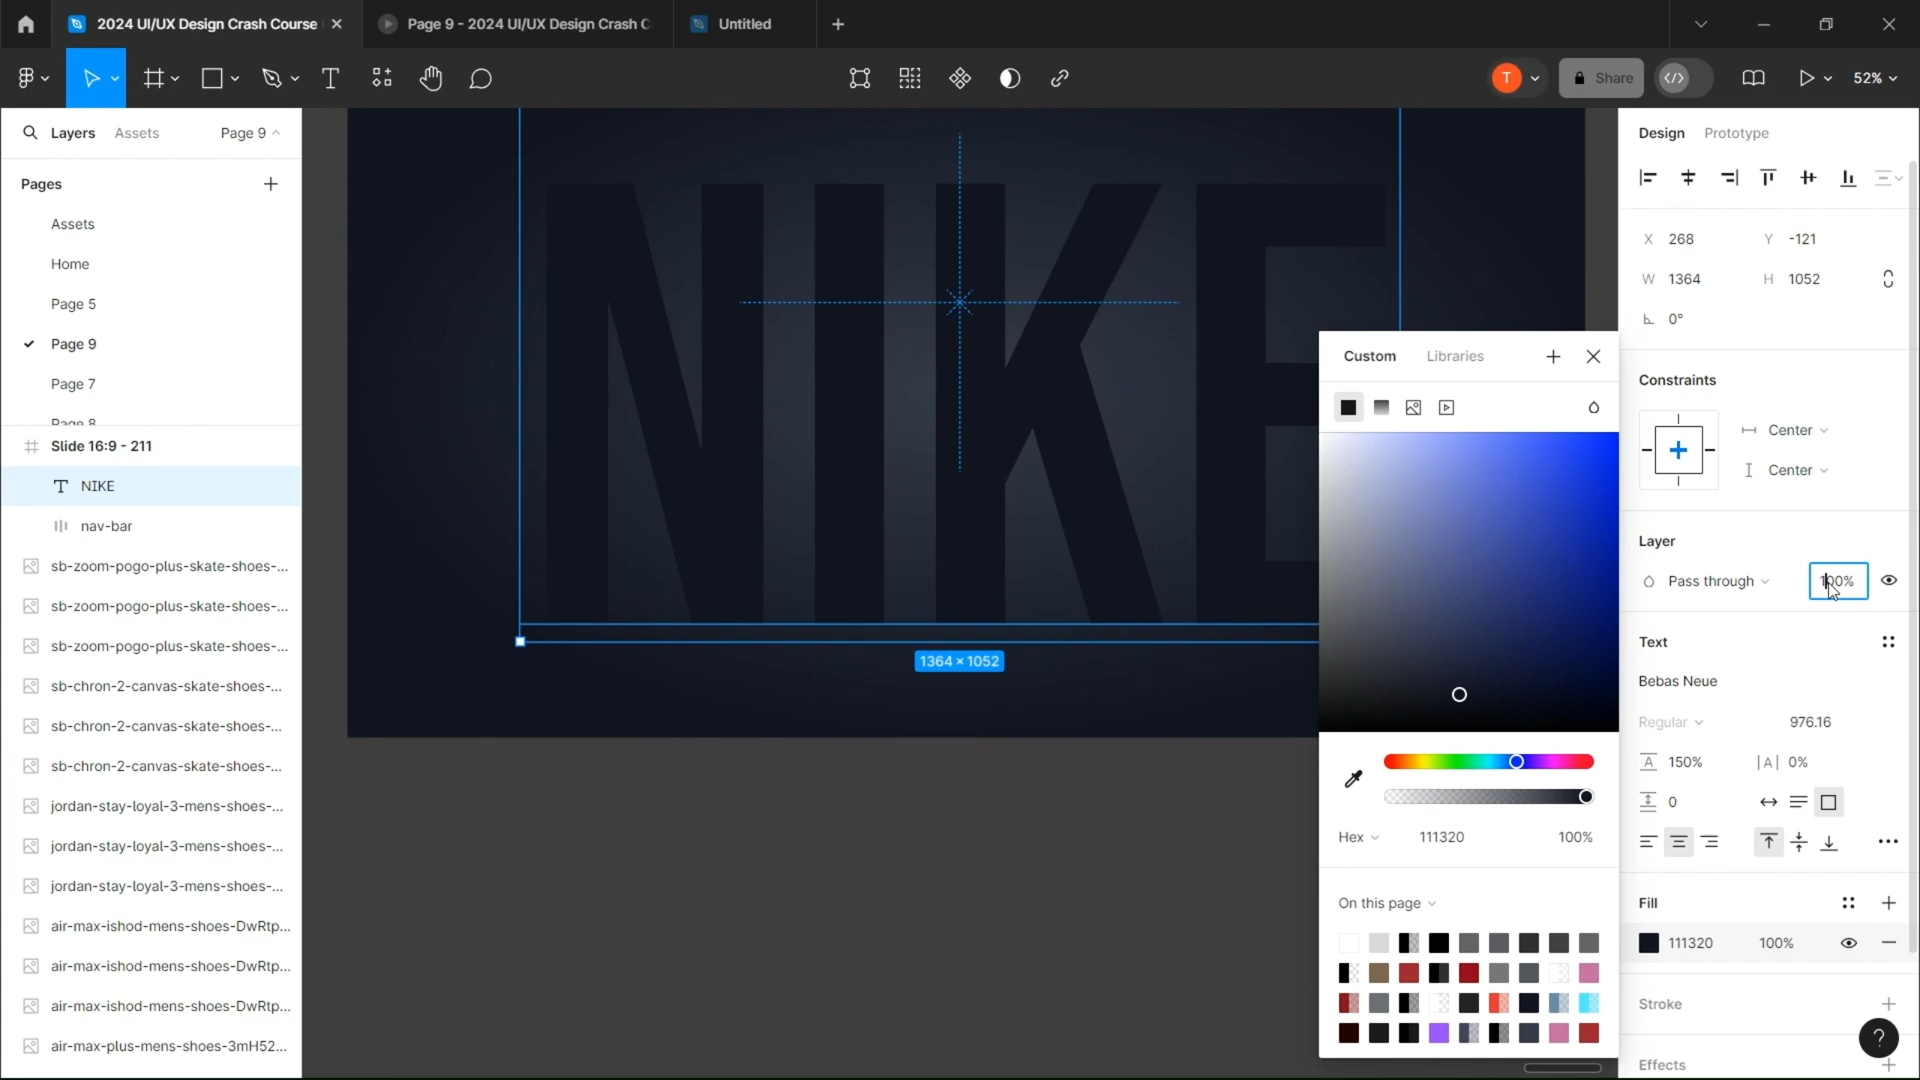 2024 UI/UX Design Crash Course
Page 9 - 2024 UI/UX Design Crash C
Untitled
T
Share
52%
Layers
Assets
Page 9
Pages
Assets
Home
Page 5
Page 9
Page 7
Page 8
Slide 16:9 - 211
NIKE
nav-bar
sb-zoom-pogo-plus-skate-shoes-...
sb-zoom-pogo-plus-skate-shoes-...
sb-zoom-pogo-plus-skate-shoes-...
sb-chron-2-canvas-skate-shoes-...
sb-chron-2-canvas-skate-shoes-...
sb-chron-2-canvas-skate-shoes-...
jordan-stay-loyal-3-mens-shoes-...
jordan-stay-loyal-3-mens-shoes-...
jordan-stay-loyal-3-mens-shoes-...
air-max-ishod-mens-shoes-DwRtp...
air-max-ishod-mens-shoes-DwRtp...
air-max-ishod-mens-shoes-DwRtp...
air-max-plus-mens-shoes-3mH52...
NIKE
1364 × 1052
Custom
Libraries
Hex
111320
100%
On this page
Design
Prototype
X 268
Y -121
W 1364
H 1052
0°
Constraints
Center
Center
Layer
Pass through
100%
Text
Bebas Neue
Regular
976.16
A 150%
|A| 0%
0
Fill
111320
100%
Stroke
Effects
?